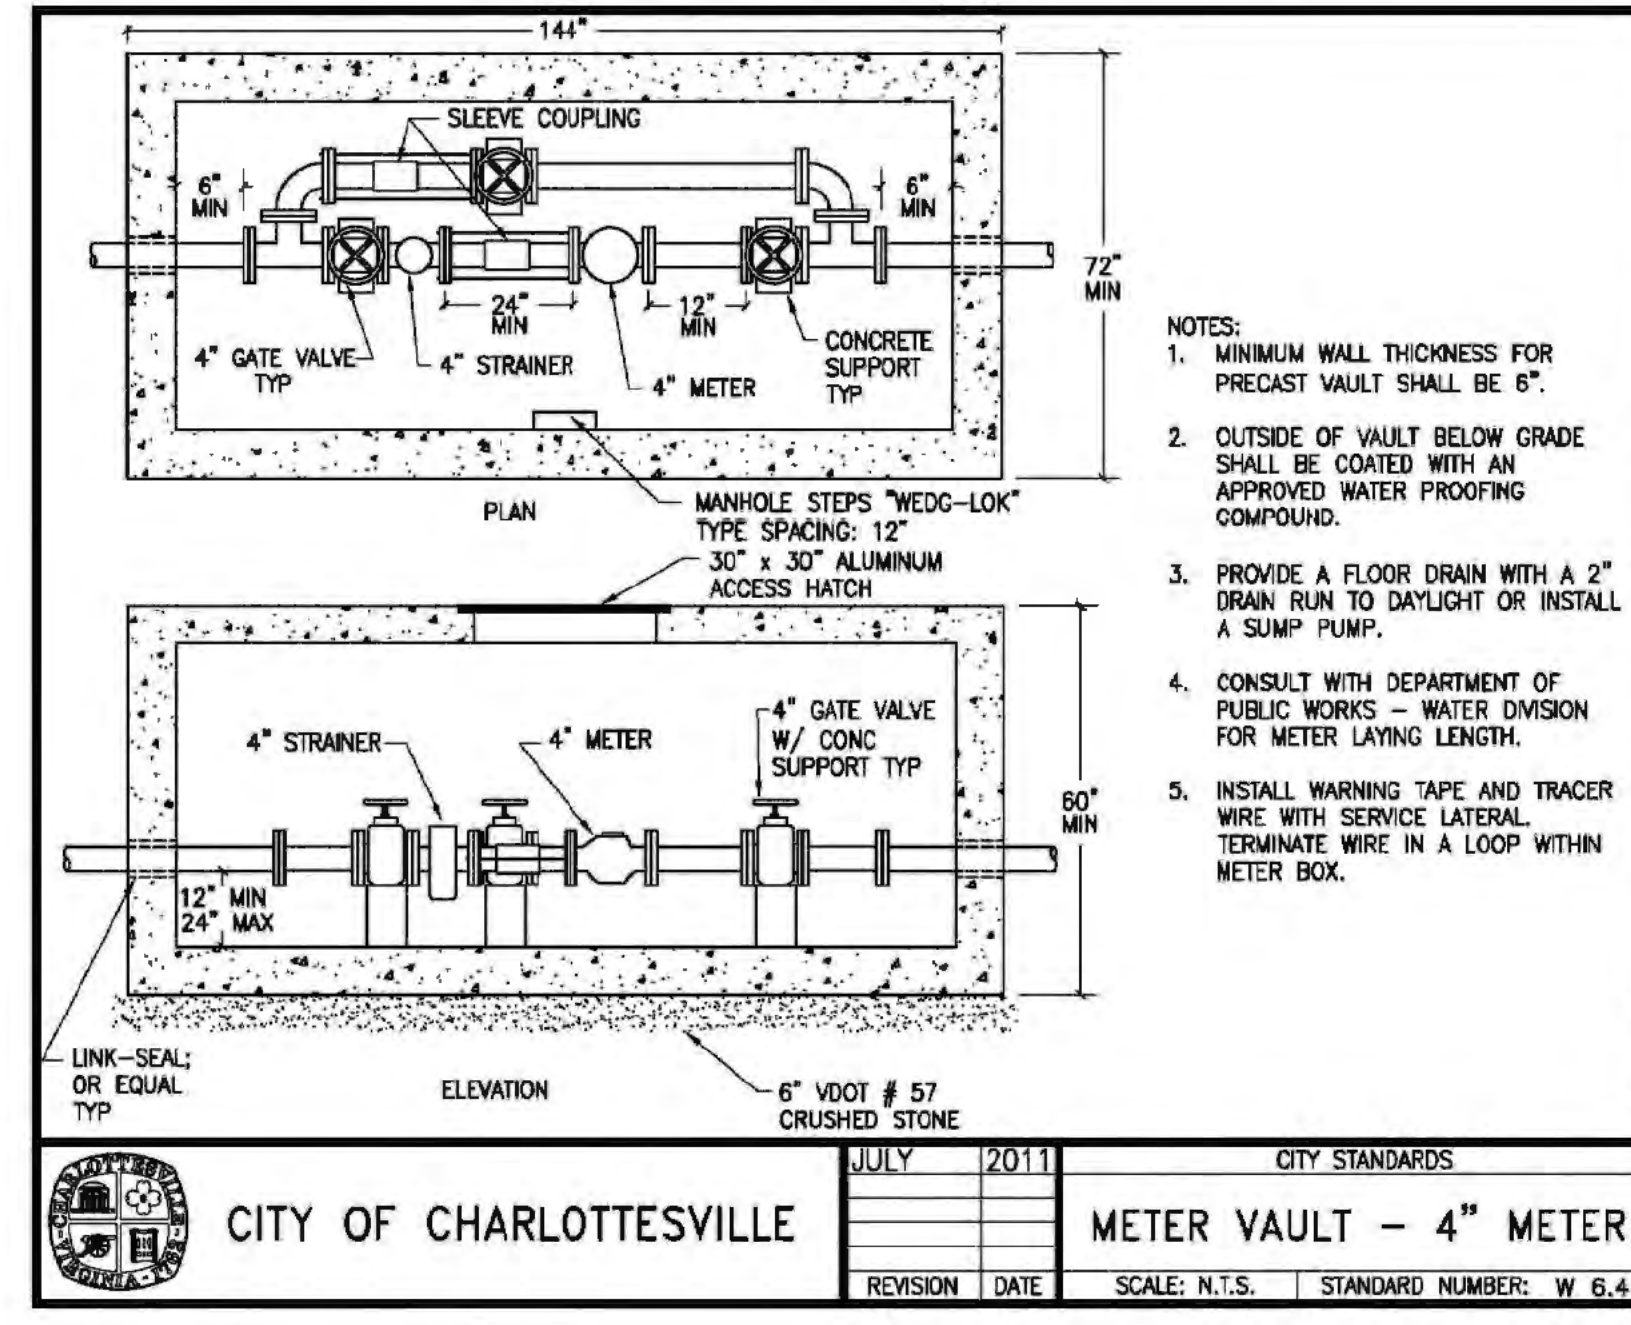 144"
SLEEVE COUPLING
6"
MIN
6"
MIN
72"
MIN
24"
MIN
12"
MIN
4" GATE VALVE
TYP
4" STRAINER
4" METER
CONCRETE
SUPPORT
TYP
PLAN
MANHOLE STEPS "WEDG-LOK"
TYPE SPACING: 12"
30" x 30" ALUMINUM
ACCESS HATCH
4" STRAINER
4" METER
4" GATE VALVE
W/ CONC
SUPPORT TYP
60"
MIN
12" MIN
24" MAX
LINK-SEAL;
OR EQUAL
TYP
ELEVATION
6" VDOT # 57
CRUSHED STONE
NOTES:
1. MINIMUM WALL THICKNESS FOR
PRECAST VAULT SHALL BE 6".
2. OUTSIDE OF VAULT BELOW GRADE
SHALL BE COATED WITH AN
APPROVED WATER PROOFING
COMPOUND.
3. PROVIDE A FLOOR DRAIN WITH A 2"
DRAIN RUN TO DAYLIGHT OR INSTALL
A SUMP PUMP.
4. CONSULT WITH DEPARTMENT OF
PUBLIC WORKS - WATER DIVISION
FOR METER LAYING LENGTH.
5. INSTALL WARNING TAPE AND TRACER
WIRE WITH SERVICE LATERAL.
TERMINATE WIRE IN A LOOP WITHIN
METER BOX.
CHARLOTTESVILLE
VIRGINIA
CITY OF CHARLOTTESVILLE
JULY 2011
REVISION DATE
CITY STANDARDS
METER VAULT - 4" METER
SCALE: N.T.S. STANDARD NUMBER: W 6.4